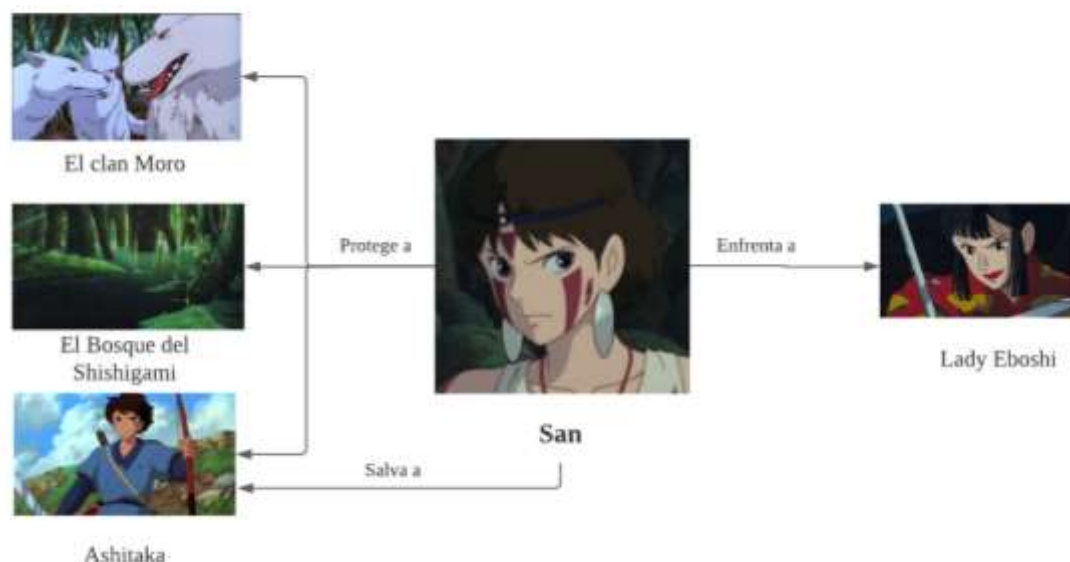 El clan Moro
Protege a
Enfrenta a
El Bosque del
Shishigami
Lady Eboshi
San
Salva a
Ashitaka